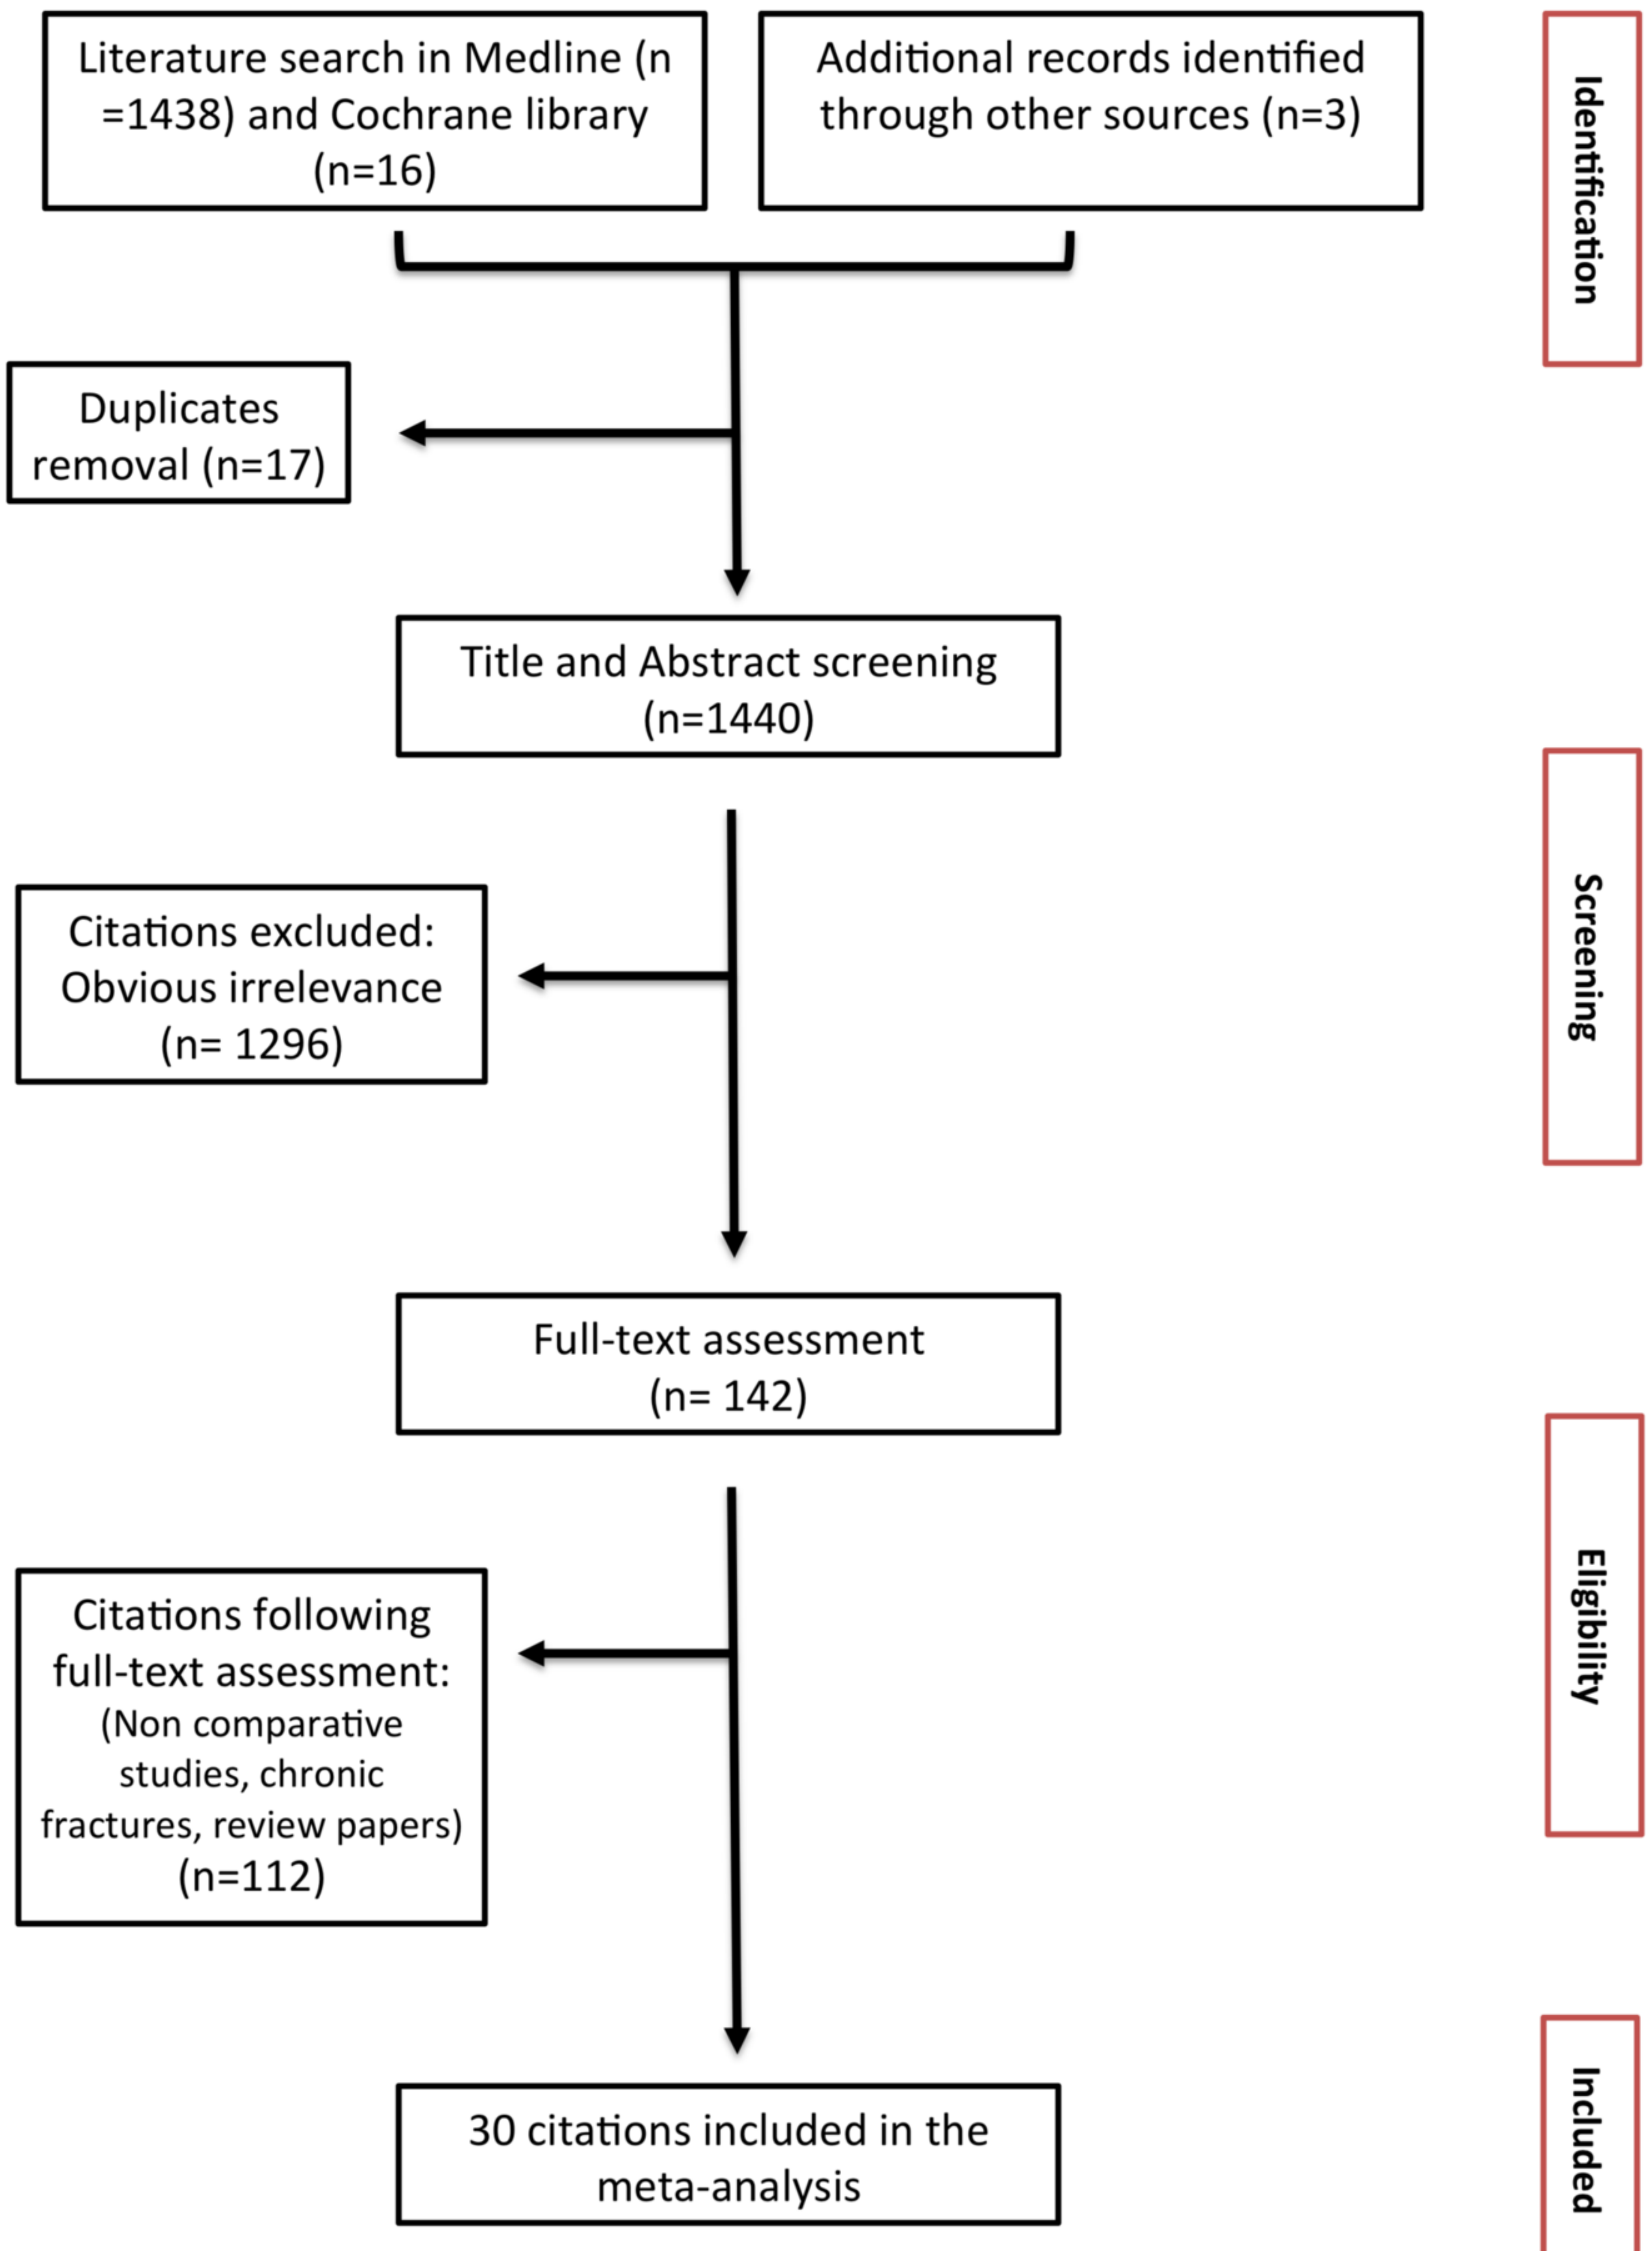 Literature search in Medline (n
=1438) and Cochrane library
(n=16)
Additional records identified
through other sources (n=3)
Identification
Duplicates
removal (n=17)
Title and Abstract screening
(n=1440)
Screening
Citations excluded:
Obvious irrelevance
(n= 1296)
Full-text assessment
(n= 142)
Eligibility
Citations following
full-text assessment:
(Non comparative
studies, chronic
fractures, review papers)
(n=112)
30 citations included in the
meta-analysis
Included